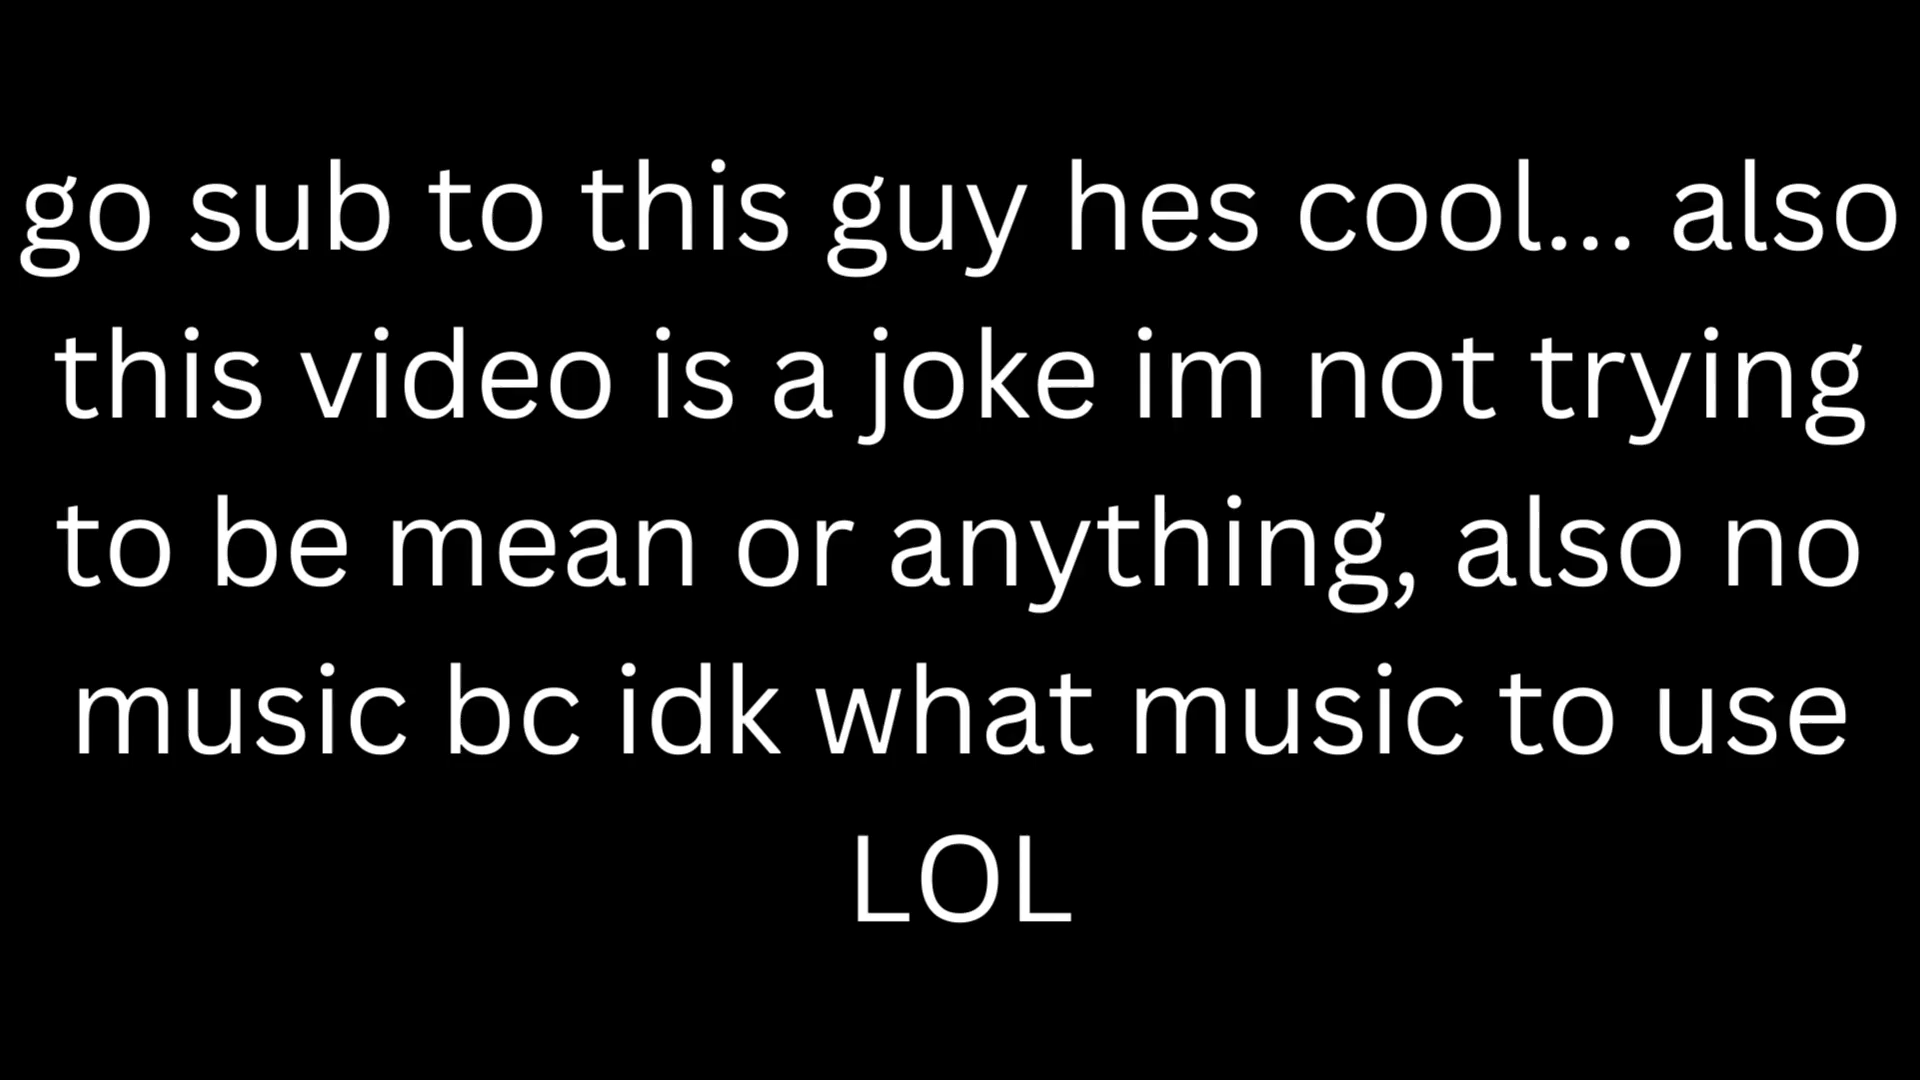 go sub to this guy hes cool... also
this video is a joke im not trying
to be mean or anything, also no
music bc idk what music to use
LOL